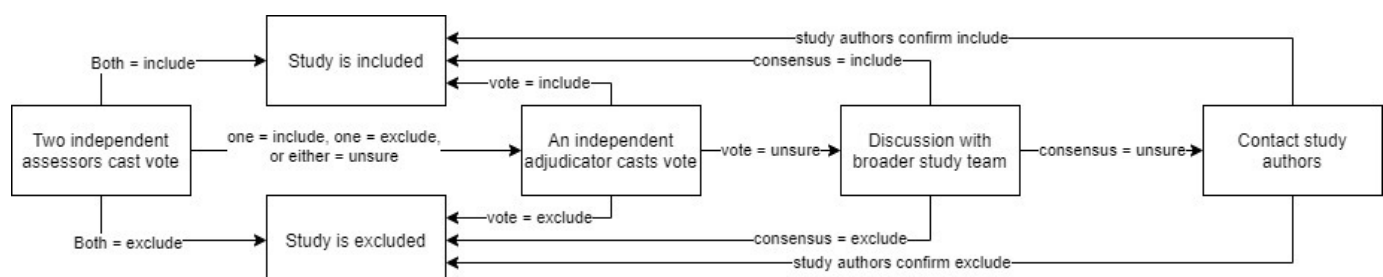 study authors confirm include
Both = include
Study is included
consensus = include
vote = include
Two independent
assessors cast vote
one = include, one = exclude,
or either = unsure
An independent
adjudicator casts vote
vote = unsure
Discussion with
broader study team
consensus = unsure
Contact study
authors
vote = exclude
Both = exclude
Study is excluded
consensus = exclude
study authors confirm exclude